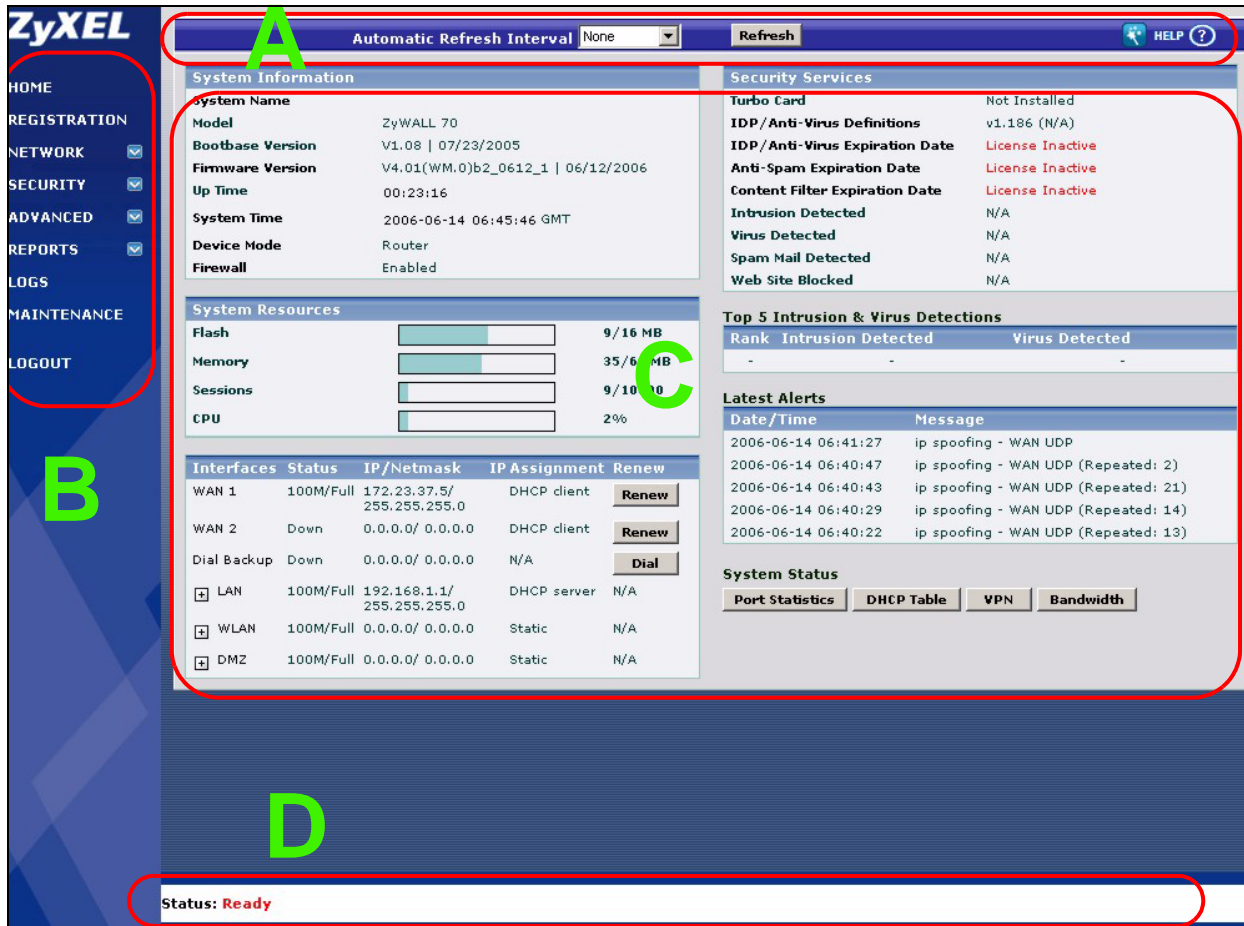 ZyXEL
A
Automatic Refresh Interval None Refresh HELP ?
HOME
REGISTRATION
NETWORK
SECURITY
ADVANCED
REPORTS
LOGS
MAINTENANCE
LOGOUT
B
System Information
System Name
Model ZyWALL 70
Bootbase Version V1.08 | 07/23/2005
Firmware Version V4.01(WM.0)b2_0612_1 | 06/12/2006
Up Time 00:23:16
System Time 2006-06-14 06:45:46 GMT
Device Mode Router
Firewall Enabled
System Resources
Flash 9/16 MB
Memory MB
Sessions
CPU 2%
C
Interfaces Status IP/Netmask IP Assignment Renew
WAN 1 100M/Full 172.23.37.5/ DHCP client Renew
255.255.255.0
WAN 2 Down 0.0.0.0/ 0.0.0.0 DHCP client Renew
Dial Backup Down 0.0.0.0/ 0.0.0.0 N/A Dial
+ LAN 100M/Full 192.168.1.1/ DHCP server N/A
255.255.255.0
+ WLAN 100M/Full 0.0.0.0/ 0.0.0.0 Static N/A
+ DMZ 100M/Full 0.0.0.0/ 0.0.0.0 Static N/A
Security Services
Turbo Card Not Installed
IDP/Anti-Virus Definitions v1.186 (N/A)
IDP/Anti-Virus Expiration Date License Inactive
Anti-Spam Expiration Date License Inactive
Content Filter Expiration Date License Inactive
Intrusion Detected N/A
Virus Detected N/A
Spam Mail Detected N/A
Web Site Blocked N/A
Top 5 Intrusion & Virus Detections
Rank Intrusion Detected Virus Detected
- - -
Latest Alerts
Date/Time Message
2006-06-14 06:41:27 ip spoofing - WAN UDP
2006-06-14 06:40:47 ip spoofing - WAN UDP (Repeated: 2)
2006-06-14 06:40:43 ip spoofing - WAN UDP (Repeated: 21)
2006-06-14 06:40:29 ip spoofing - WAN UDP (Repeated: 14)
2006-06-14 06:40:22 ip spoofing - WAN UDP (Repeated: 13)
System Status
Port Statistics DHCP Table VPN Bandwidth
D
Status: Ready